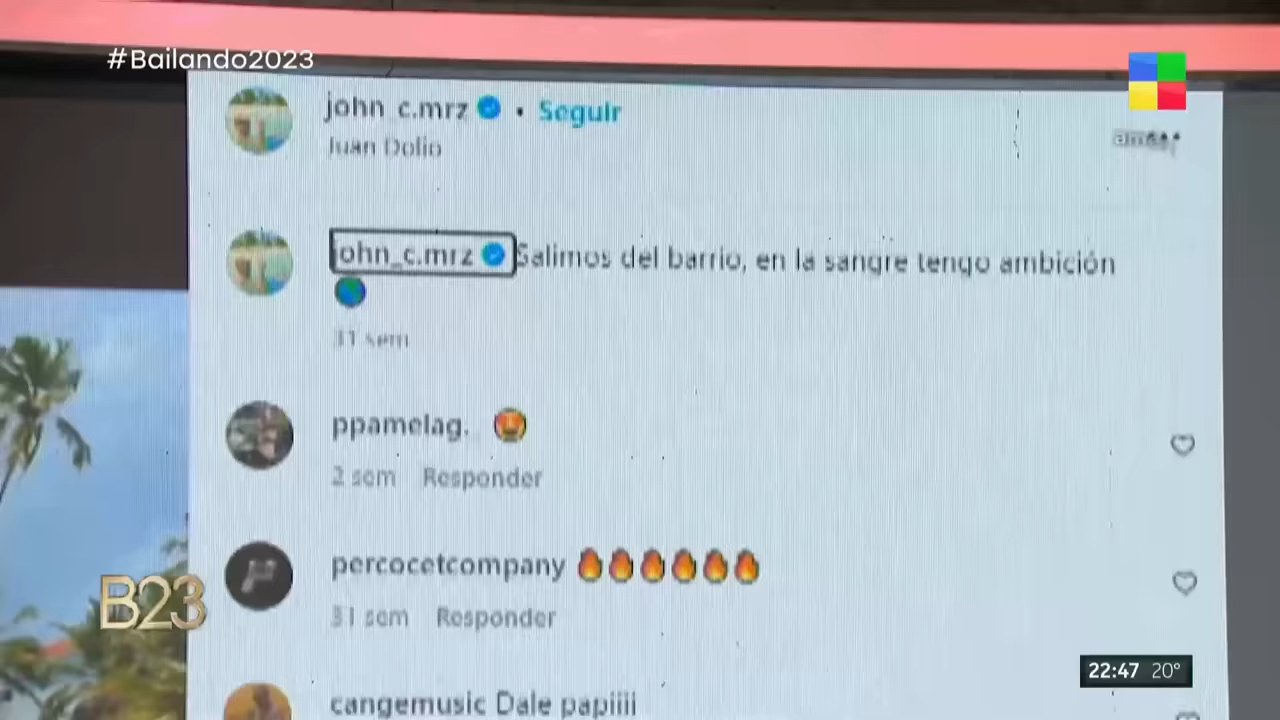 #Bailando2023
john_c.mrz • Seguir
Juan Dolio
john_c.mrz Salimos del barrio, en la sangre tengo ambición
31 sem
ppamelag.
2 sem Responder
percocetcompany 🔥🔥🔥🔥🔥🔥
31 sem Responder
B23
22:47 20°
cangemusic Dale papiiii